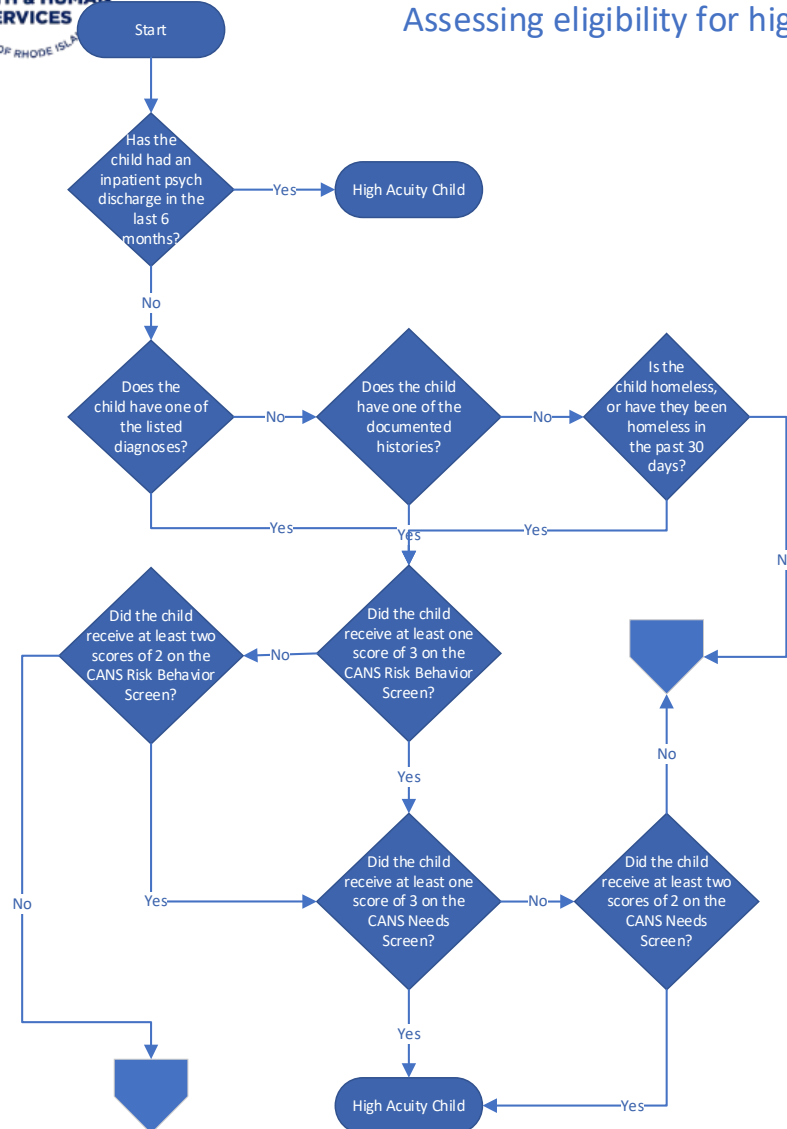 ERVICES
OF RHODE ISLA
Assessing eligibility for hig
Start
Has the
child had an
inpatient psych
discharge in the
last 6
months?
Yes
High Acuity Child
No
Does the
child have one of
the listed
diagnoses?
No
Does the child
have one of the
documented
histories?
No
Is the
child homeless,
or have they been
homeless in
the past 30
days?
Yes
Yes
Yes
N
Did the child
receive at least two
scores of 2 on the
CANS Risk Behavior
Screen?
No
Did the child
receive at least one
score of 3 on the
CANS Risk Behavior
Screen?
No
Yes
No
Yes
Did the child
receive at least one
score of 3 on the
CANS Needs
Screen?
No
Did the child
receive at least two
scores of 2 on the
CANS Needs
Screen?
Yes
High Acuity Child
Yes